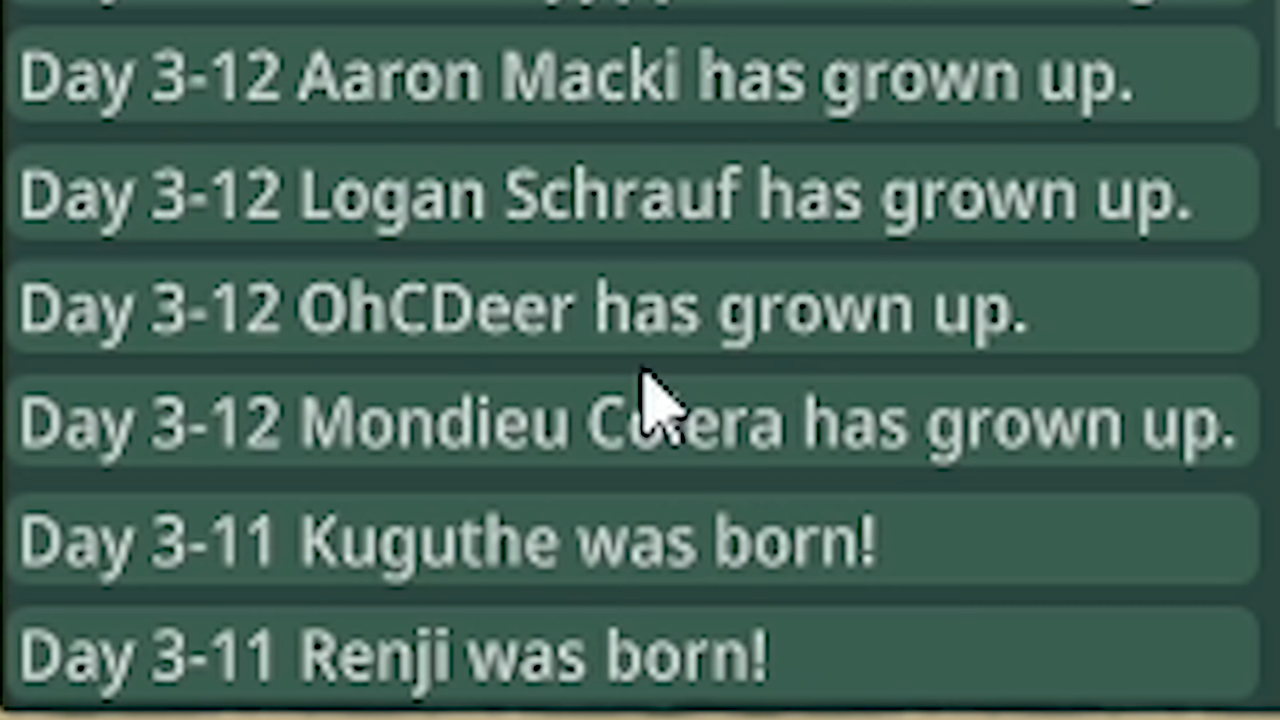 Day 3-12 Aaron Macki has grown up.
Day 3-12 Logan Schrauf has grown up.
Day 3-12 OhCDeer has grown up.
Day 3-12 Mondieu has grown up.
Day 3-11 Kuguthe was born!
Day 3-11 Renji was born!